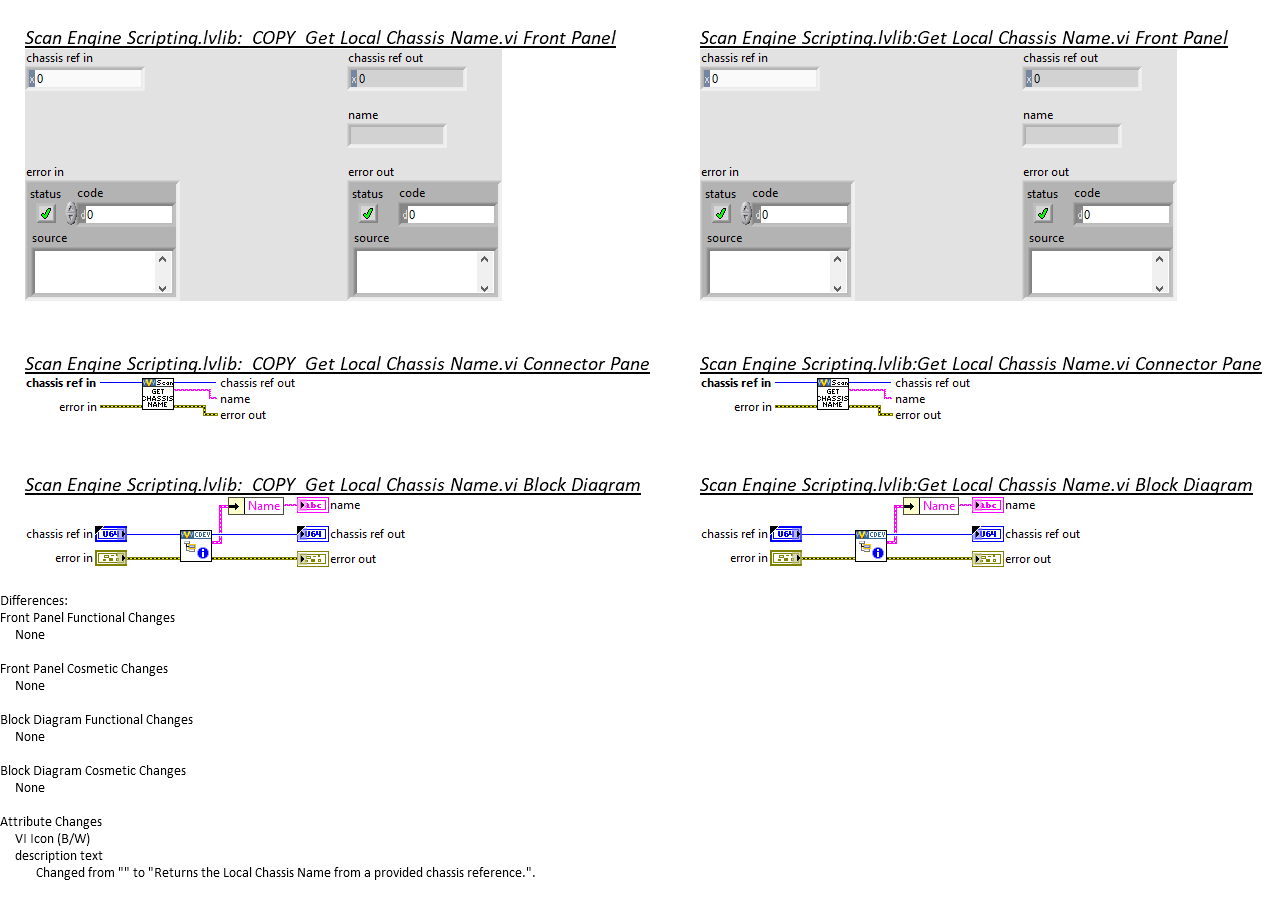 Scan Engine Scripting.lvlib:  COPY  Get Local Chassis Name.vi Front Panel
chassis ref in
chassis ref out
x 0
x 0
name
error in
error out
status
code
status
code
d 0
d 0
source
source
Scan Engine Scripting.lvlib:Get Local Chassis Name.vi Front Panel
chassis ref in
chassis ref out
x 0
x 0
name
error in
error out
status
code
status
code
d 0
d 0
source
source
Scan Engine Scripting.lvlib:  COPY  Get Local Chassis Name.vi Connector Pane
chassis ref in
Scan
GET
CHASSIS
NAME
chassis ref out
name
error in
error out
Scan Engine Scripting.lvlib:Get Local Chassis Name.vi Connector Pane
chassis ref in
Scan
GET
CHASSIS
NAME
chassis ref out
name
error in
error out
Scan Engine Scripting.lvlib:  COPY  Get Local Chassis Name.vi Block Diagram
Name
abc
name
chassis ref in
U64
CDEV
U64
chassis ref out
error in
error out
Scan Engine Scripting.lvlib:Get Local Chassis Name.vi Block Diagram
Name
abc
name
chassis ref in
U64
CDEV
U64
chassis ref out
error in
error out
Differences:
Front Panel Functional Changes
None
Front Panel Cosmetic Changes
None
Block Diagram Functional Changes
None
Block Diagram Cosmetic Changes
None
Attribute Changes
VI Icon (B/W)
description text
Changed from "" to "Returns the Local Chassis Name from a provided chassis reference.".